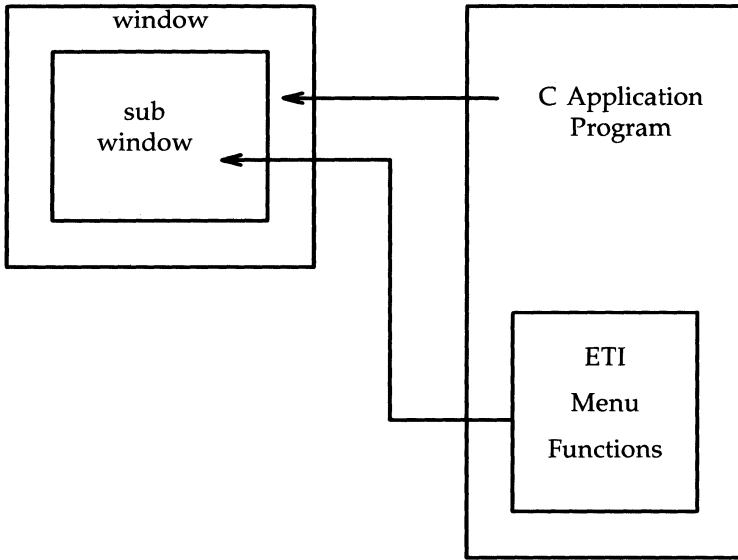 window
sub
window
C Application
Program
ETI
Menu
Functions